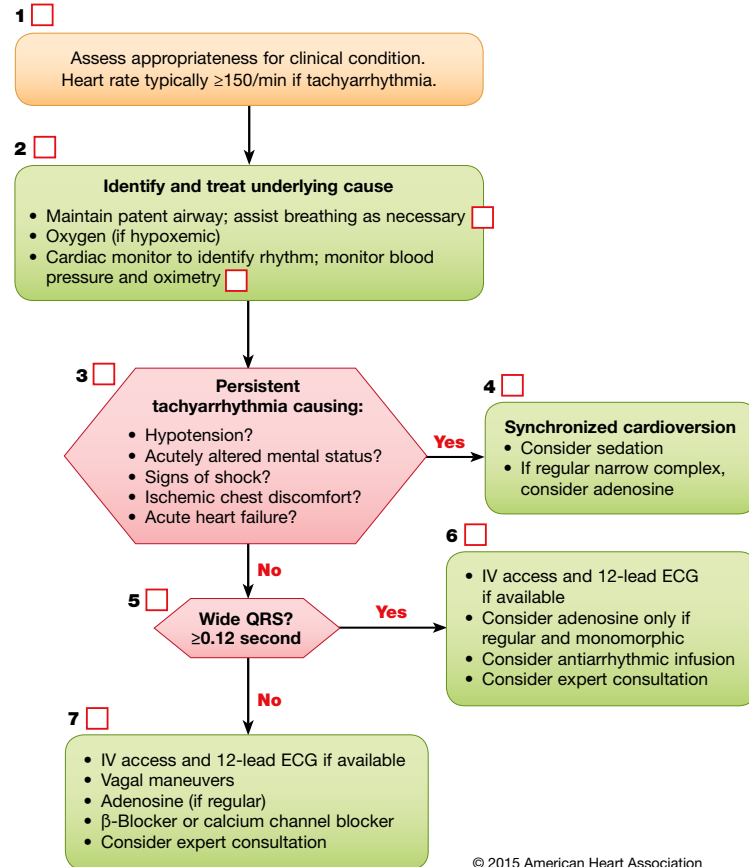 1
Assess appropriateness for clinical condition.
Heart rate typically ≥150/min if tachyarrhythmia.
2
Identify and treat underlying cause
• Maintain patent airway; assist breathing as necessary
• Oxygen (if hypoxemic)
• Cardiac monitor to identify rhythm; monitor blood
pressure and oximetry
3
Persistent
tachyarrhythmia causing:
• Hypotension?
• Acutely altered mental status?
• Signs of shock?
• Ischemic chest discomfort?
• Acute heart failure?
Yes
4
Synchronized cardioversion
• Consider sedation
• If regular narrow complex,
consider adenosine
No
5
Wide QRS?
≥0.12 second
Yes
6
• IV access and 12-lead ECG
if available
• Consider adenosine only if
regular and monomorphic
• Consider antiarrhythmic infusion
• Consider expert consultation
No
7
• IV access and 12-lead ECG if available
• Vagal maneuvers
• Adenosine (if regular)
• β-Blocker or calcium channel blocker
• Consider expert consultation
© 2015 American Heart Association